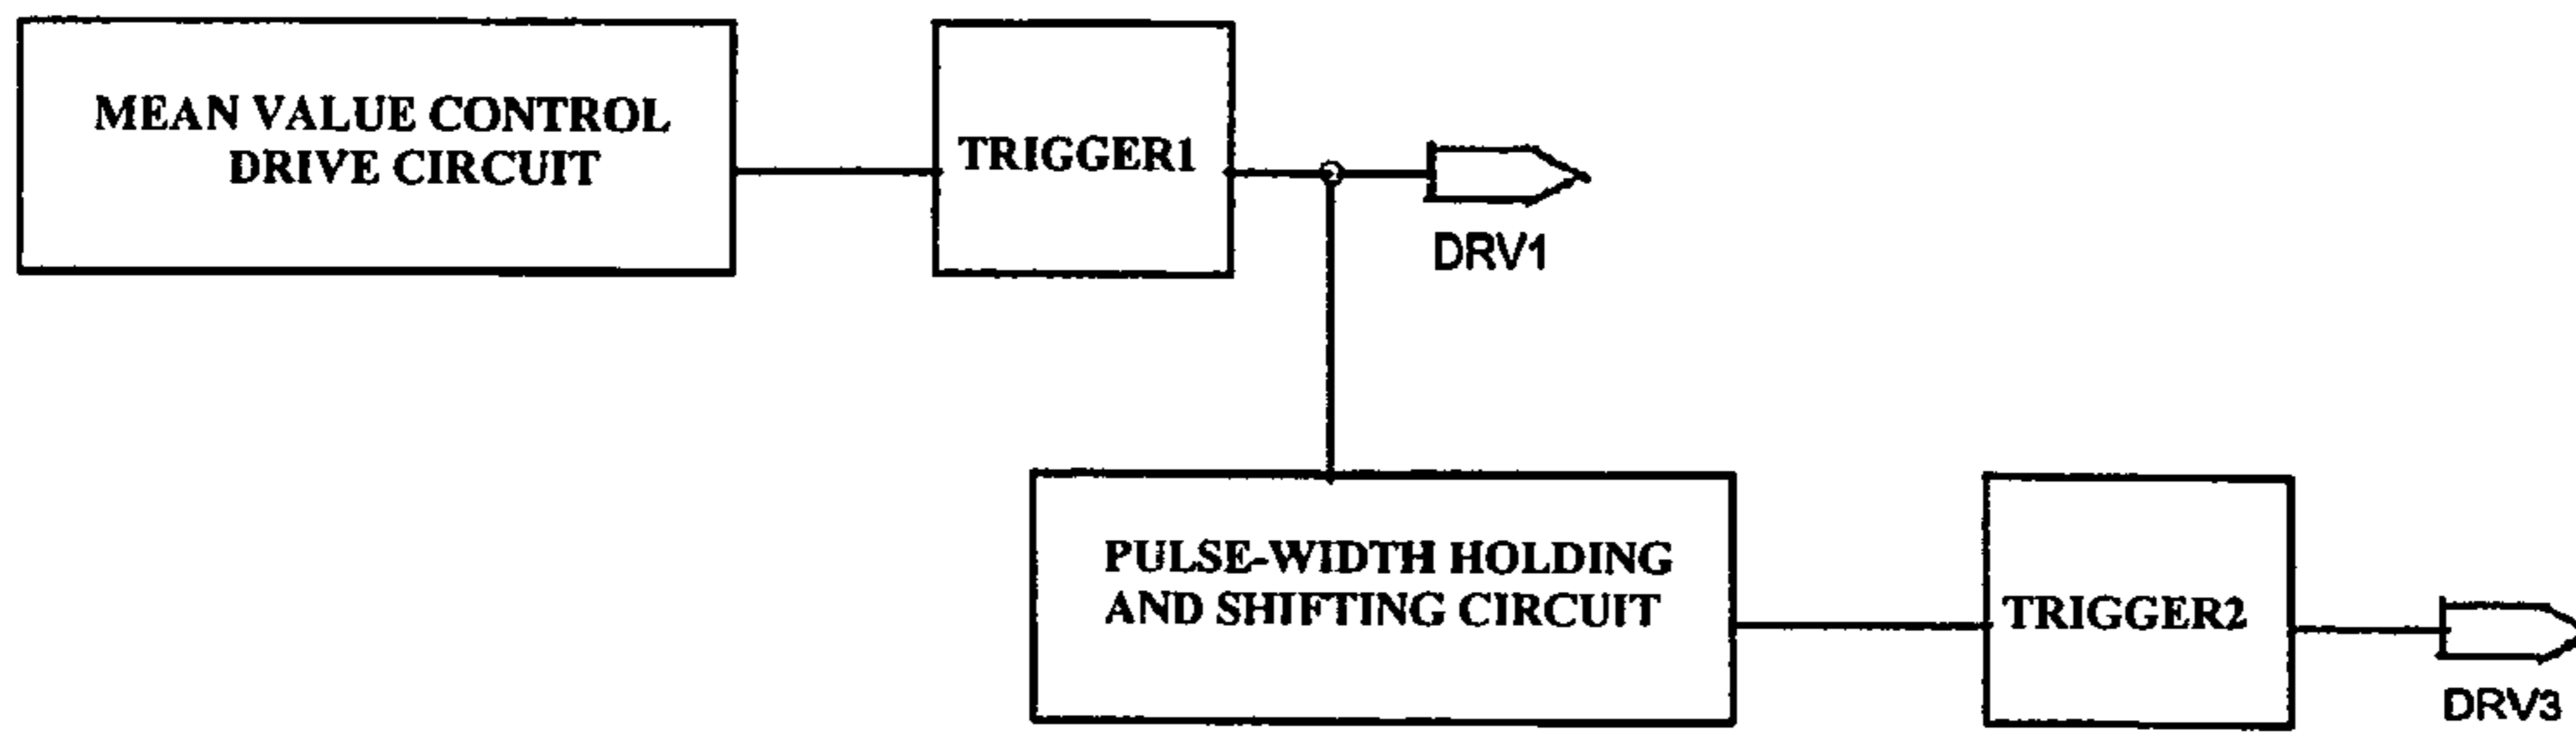 MEAN VALUE CONTROL
DRIVE CIRCUIT
TRIGGER1
DRV1
PULSE-WIDTH HOLDING
AND SHIFTING CIRCUIT
TRIGGER2
DRV3